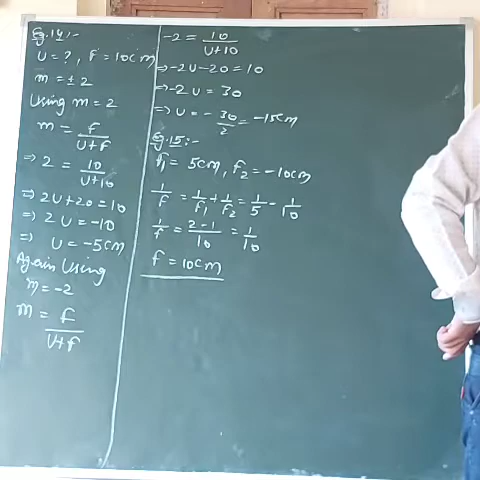 Eg. 14:-
u = ?, f = 10cm
m = ± 2
Using m = 2
m = f / u+f
⇒ 2 = 10 / u+10
⇒ 2u+20 = 10
⇒ 2u = -10
⇒ u = -5cm
Again Using
m = -2
m = f / u+f
-2 = 10 / u+10
⇒ -2u-20 = 10
⇒ -2u = 30
⇒ u = - 30/2 = -15cm
Eg. 15:-
f₁ = 5cm, f₂ = -10cm
1/f = 1/f₁ + 1/f₂ = 1/5 - 1/10
1/f = 2-1 / 10 = 1/10
f = 10cm